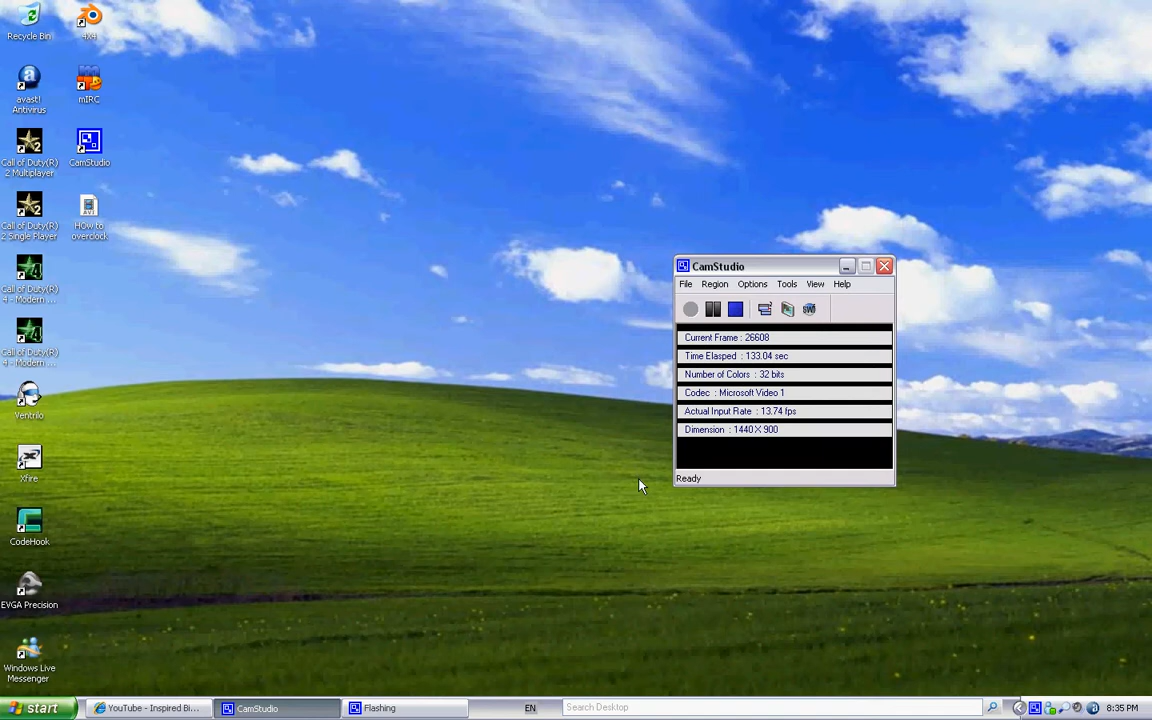 Recycle Bin
4X4
avast!
Antivirus
mIRC
Call of Duty(R)
2 Multiplayer
CamStudio
Call of Duty(R)
2 Single Player
HOw to
overclock
Call of Duty(R)
4 - Modern ...
Call of Duty(R)
4 - Modern ...
Ventrilo
Xfire
CodeHook
EVGA Precision
Windows Live
Messenger
CamStudio
File Region Options Tools View Help
Current Frame : 26608
Time Elasped : 133.04 sec
Number of Colors : 32 bits
Codec : Microsoft Video 1
Actual Input Rate : 13.74 fps
Dimension : 1440 X 900
Ready
start
YouTube - Inspired Bi...
CamStudio
Flashing
EN
Search Desktop
8:35 PM